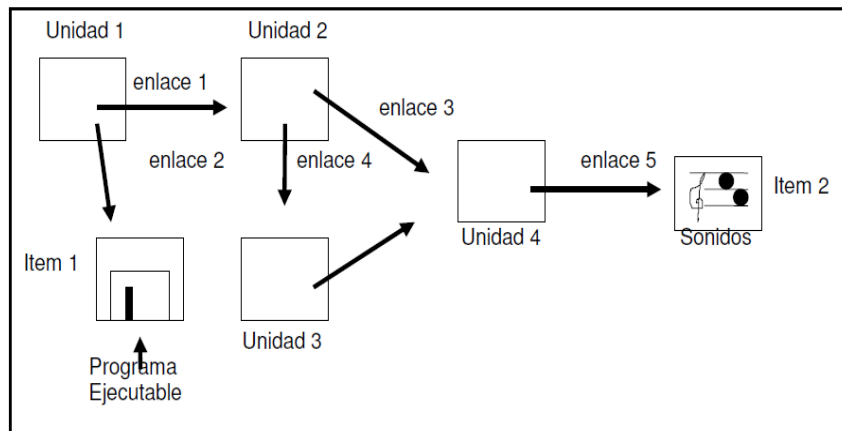 Unidad 1
Unidad 2
enlace 1
enlace 3
enlace 2
enlace 4
enlace 5
Item 2
Unidad 4
Sonidos
Item 1
Unidad 3
Programa
Ejecutable